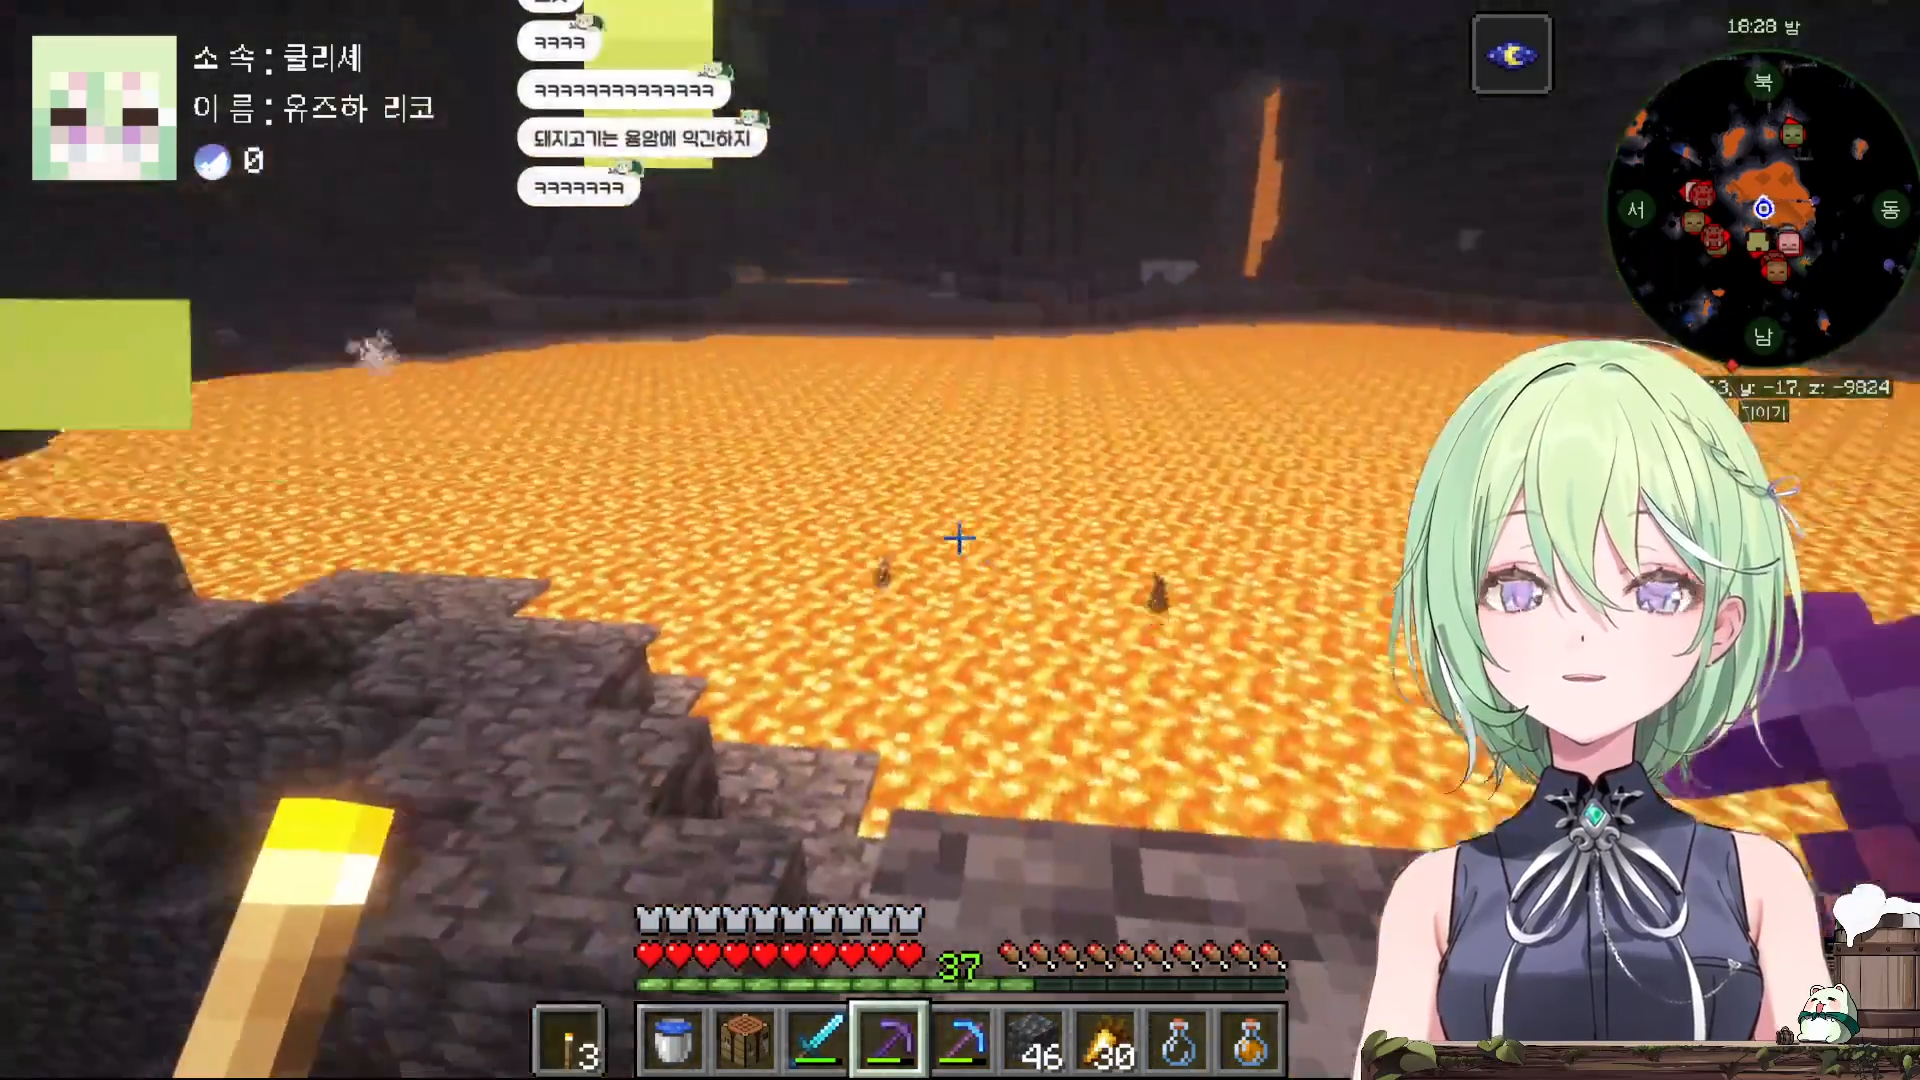 소 속 : 클리셰
이 름 : 유즈하 리코
0
ㅋㅋㅋㅋ
ㅋㅋㅋㅋㅋㅋㅋㅋㅋㅋㅋㅋㅋㅋ
돼지고기는 용암에 익긴하지
ㅋㅋㅋㅋㅋㅋㅋ
18:28 밤
북
서
동
남
3, y: -17, z: -9824
37
3
46
30